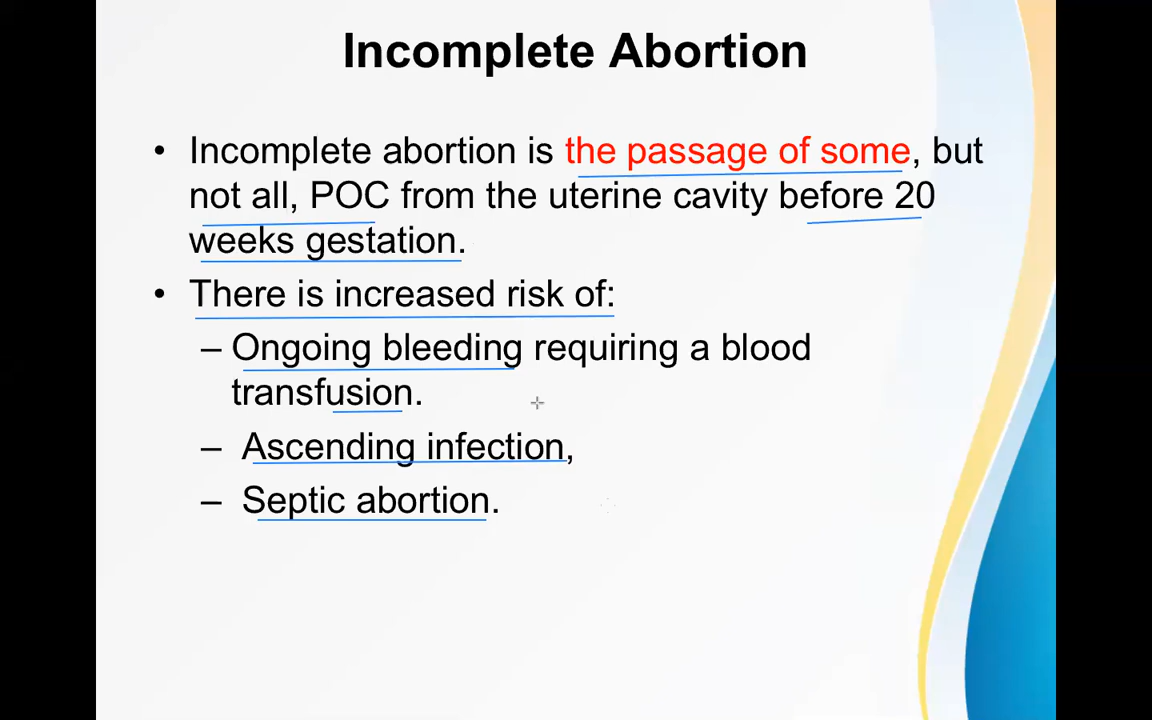 Incomplete Abortion
• Incomplete abortion is the passage of some, but
not all, POC from the uterine cavity before 20
weeks gestation.
• There is increased risk of:
– Ongoing bleeding requiring a blood
transfusion.
– Ascending infection,
– Septic abortion.